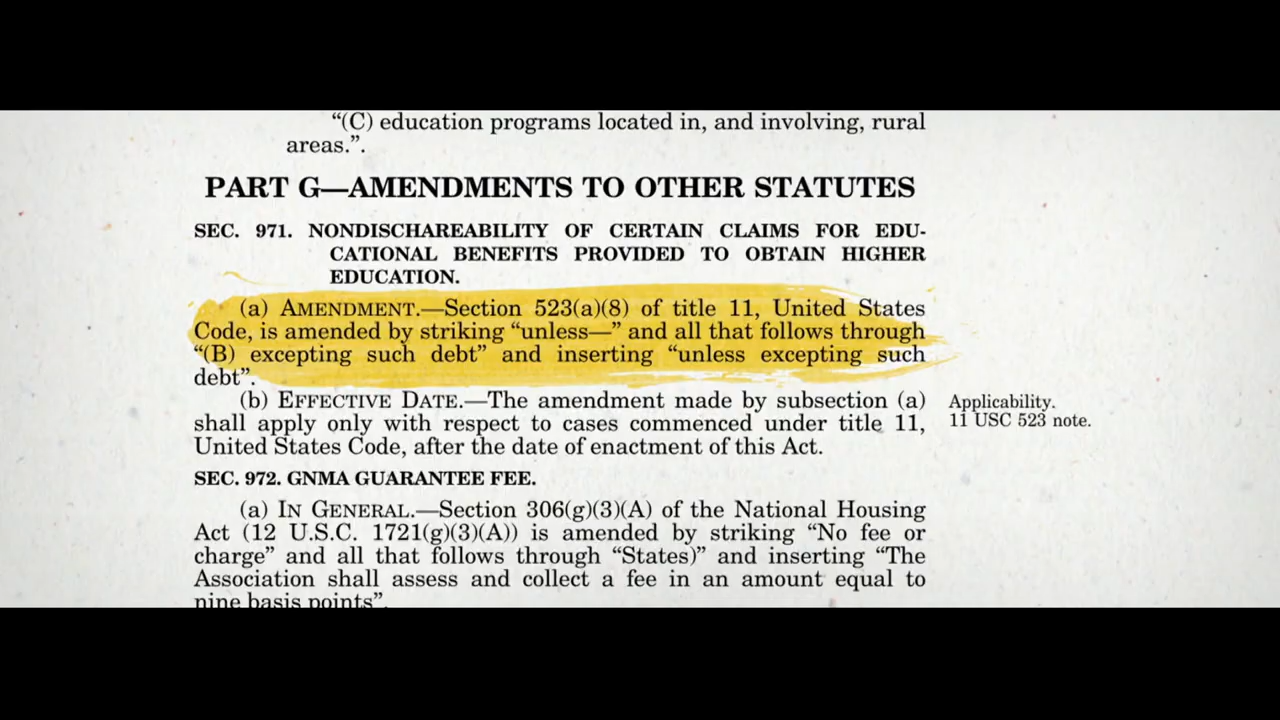 “(C) education programs located in, and involving, rural
areas.”.
PART G—AMENDMENTS TO OTHER STATUTES
SEC. 971. NONDISCHAREABILITY OF CERTAIN CLAIMS FOR EDU-
CATIONAL BENEFITS PROVIDED TO OBTAIN HIGHER
EDUCATION.
(a) AMENDMENT.—Section 523(a)(8) of title 11, United States
Code, is amended by striking “unless—” and all that follows through
“(B) excepting such debt” and inserting “unless excepting such
debt”.
(b) EFFECTIVE DATE.—The amendment made by subsection (a)
shall apply only with respect to cases commenced under title 11,
United States Code, after the date of enactment of this Act.
Applicability.
11 USC 523 note.
SEC. 972. GNMA GUARANTEE FEE.
(a) IN GENERAL.—Section 306(g)(3)(A) of the National Housing
Act (12 U.S.C. 1721(g)(3)(A)) is amended by striking “No fee or
charge” and all that follows through “States)” and inserting “The
Association shall assess and collect a fee in an amount equal to
nine basis points”.